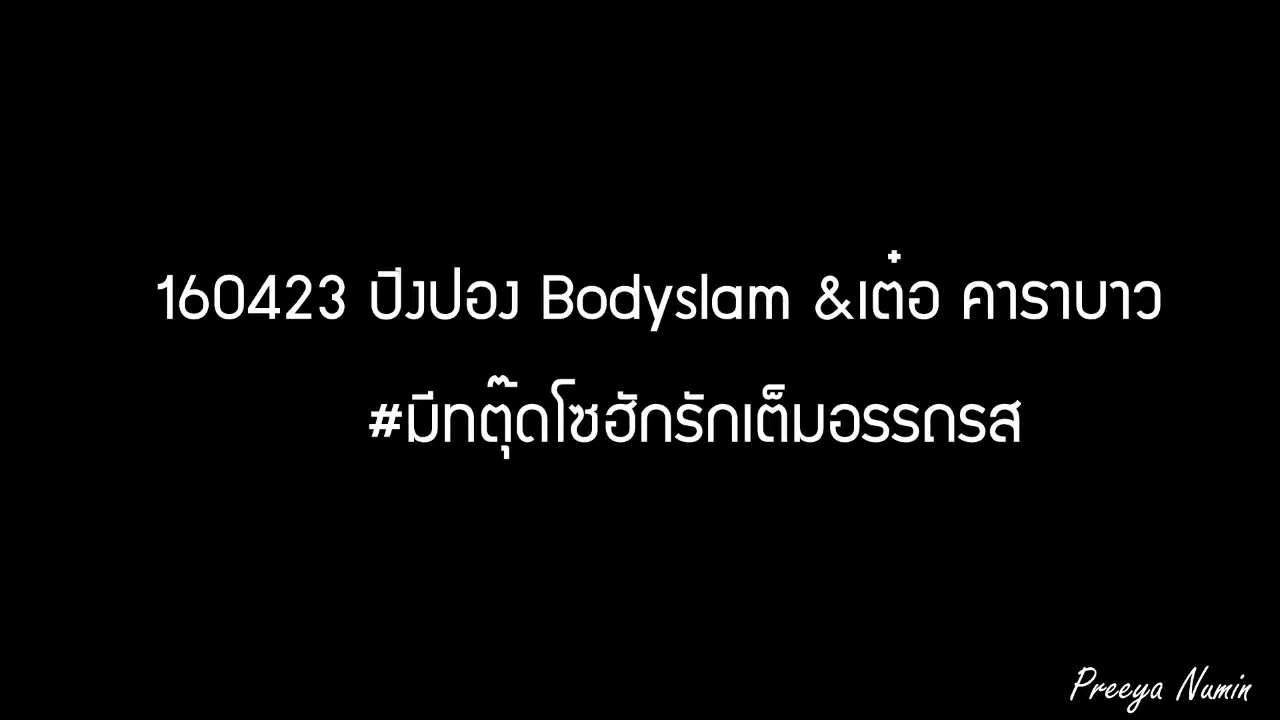 160423 ปิงปอง Bodyslam &เต๋อ คาราบาว
#มีทตุ๊ดโซฮักรักเต็มอรรถรส
Preeya Numin